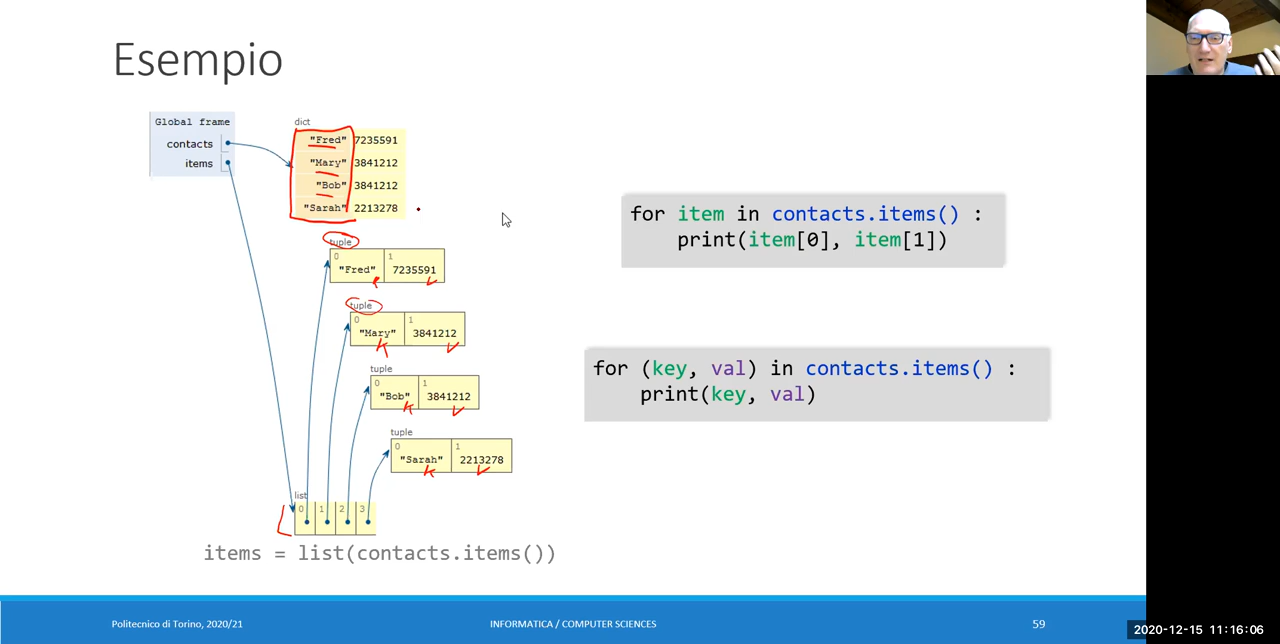 Esempio
Global frame
contacts
items
dict
"Fred" 7235591
"Mary" 3841212
"Bob" 3841212
"Sarah" 2213278
tuple
0 1
"Fred" 7235591
tuple
0 1
"Mary" 3841212
k v
tuple
0 1
"Bob" 3841212
k v
tuple
0 1
"Sarah" 2213278
k v
list
0 1 2 3
items = list(contacts.items())
for item in contacts.items() :
print(item[0], item[1])
for (key, val) in contacts.items() :
print(key, val)
Politecnico di Torino, 2020/21
INFORMATICA / COMPUTER SCIENCES
59
2020-12-15 11:16:06